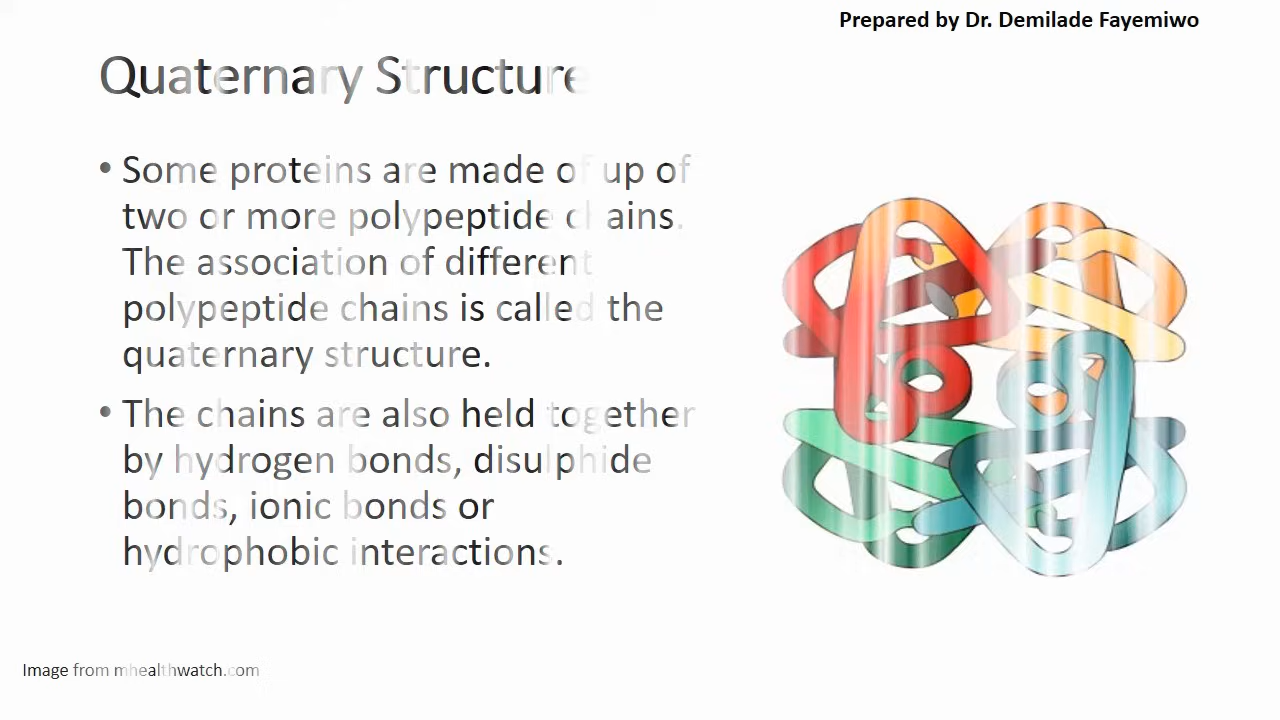 Prepared by Dr. Demilade Fayemiwo
Quaternary Structure
• Some proteins are made of up of
two or more polypeptide chains.
The association of different
polypeptide chains is called the
quaternary structure.
• The chains are also held together
by hydrogen bonds, disulphide
bonds, ionic bonds or
hydrophobic interactions.
Image from mhealthwatch.com